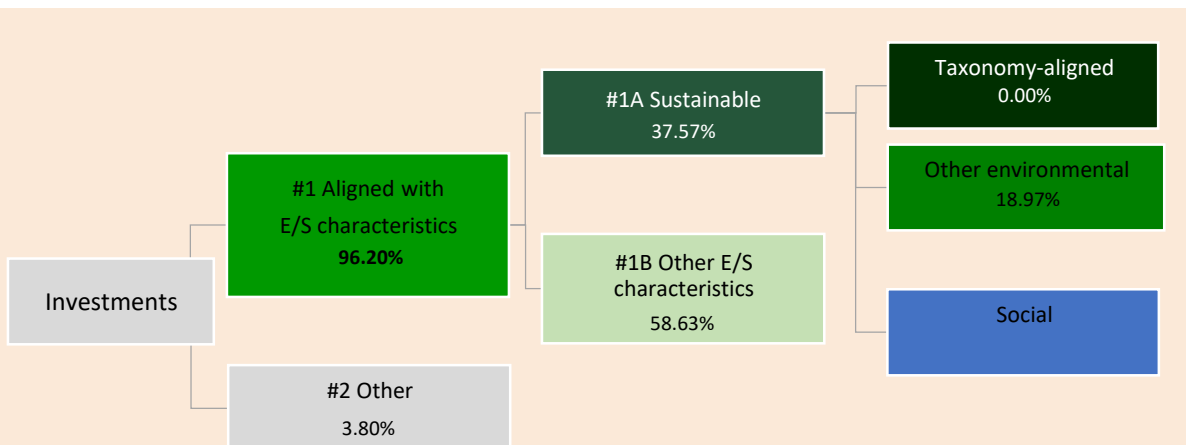 Investments
#1 Aligned with
E/S characteristics
96.20%
#2 Other
3.80%
#1A Sustainable
37.57%
#1B Other E/S
characteristics
58.63%
Taxonomy-aligned
0.00%
Other environmental
18.97%
Social